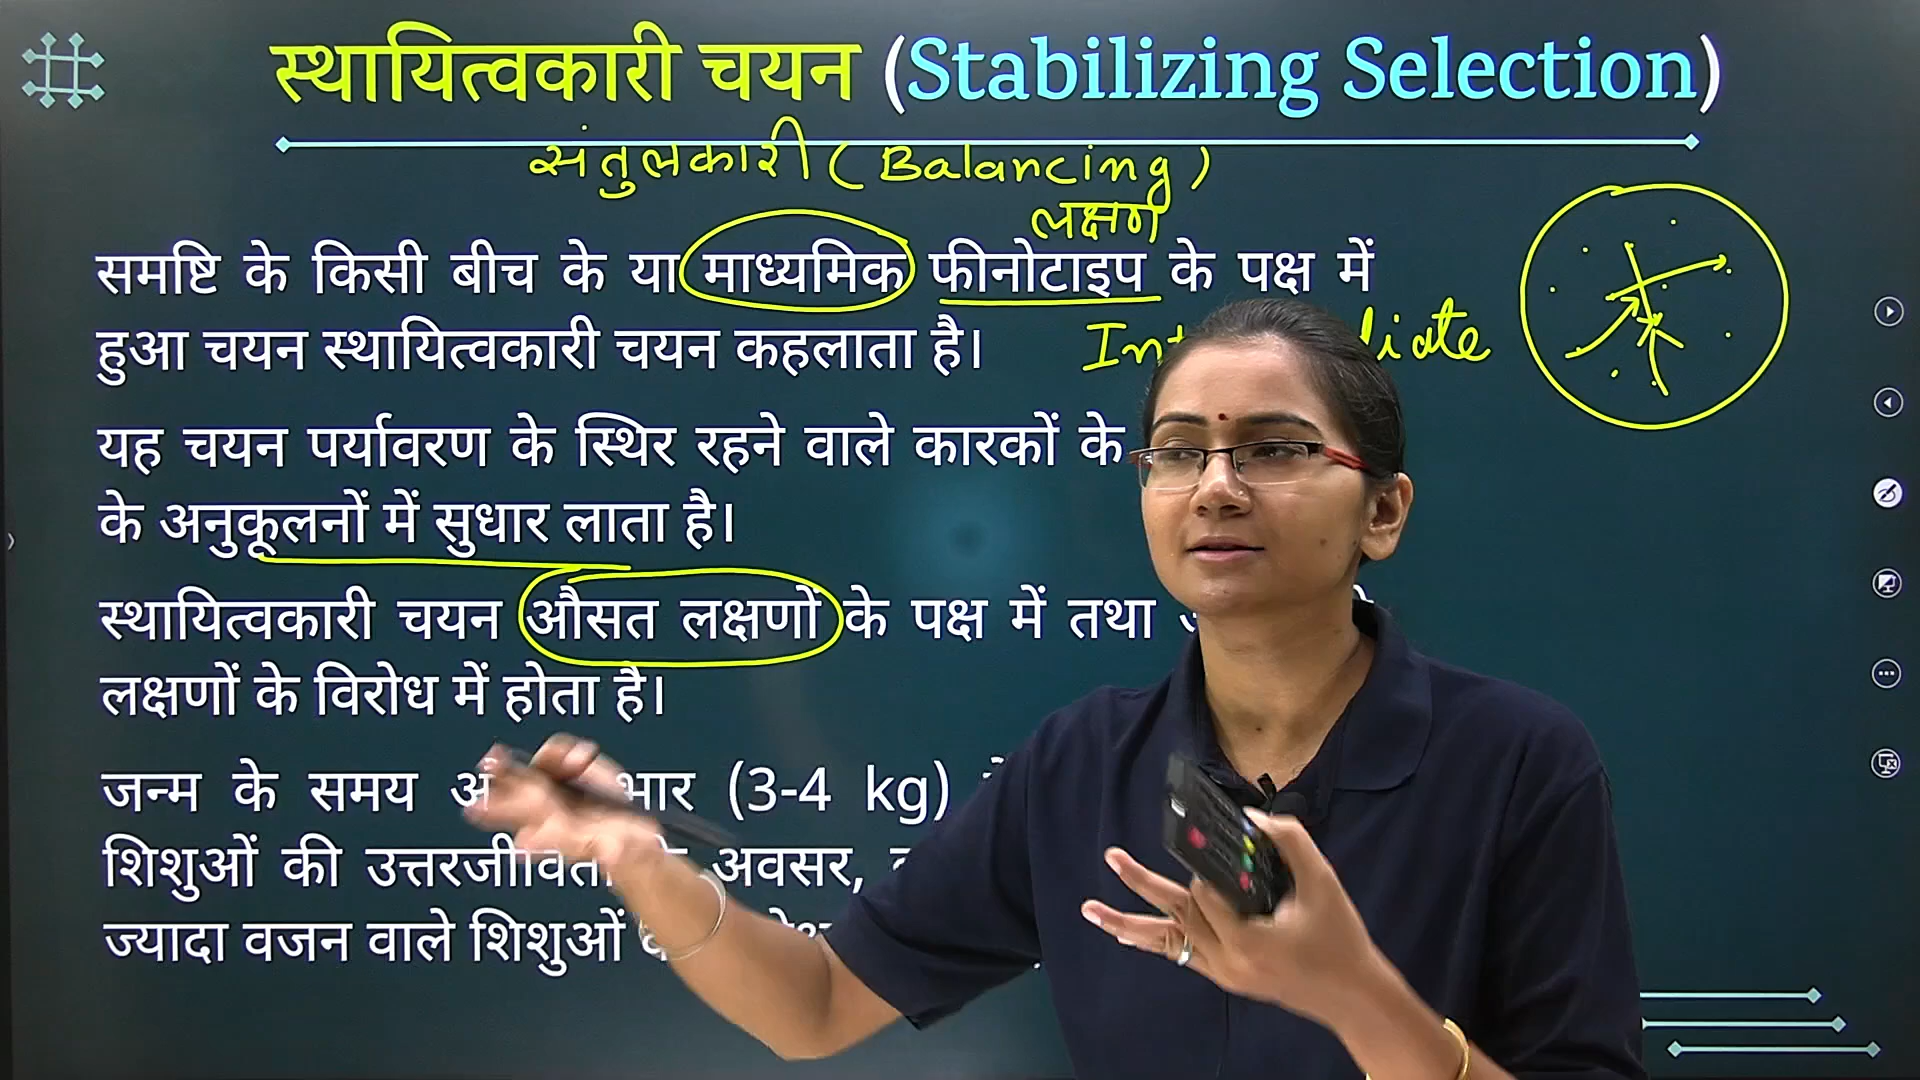 स्थायित्वकारी चयन (Stabilizing Selection)
संतुलकारी (Balancing)
लक्षण
समष्टि के किसी बीच के या माध्यमिक फीनोटाइप के पक्ष में
हुआ चयन स्थायित्वकारी चयन कहलाता है।
यह चयन पर्यावरण के स्थिर रहने वाले कारकों के
के अनुकूलनों में सुधार लाता है।
स्थायित्वकारी चयन औसत लक्षणों के पक्ष में तथा
लक्षणों के विरोध में होता है।
जन्म के समय भार (3-4 kg)
शिशुओं की अवसर,
ज्यादा वजन वाले शिशुओं